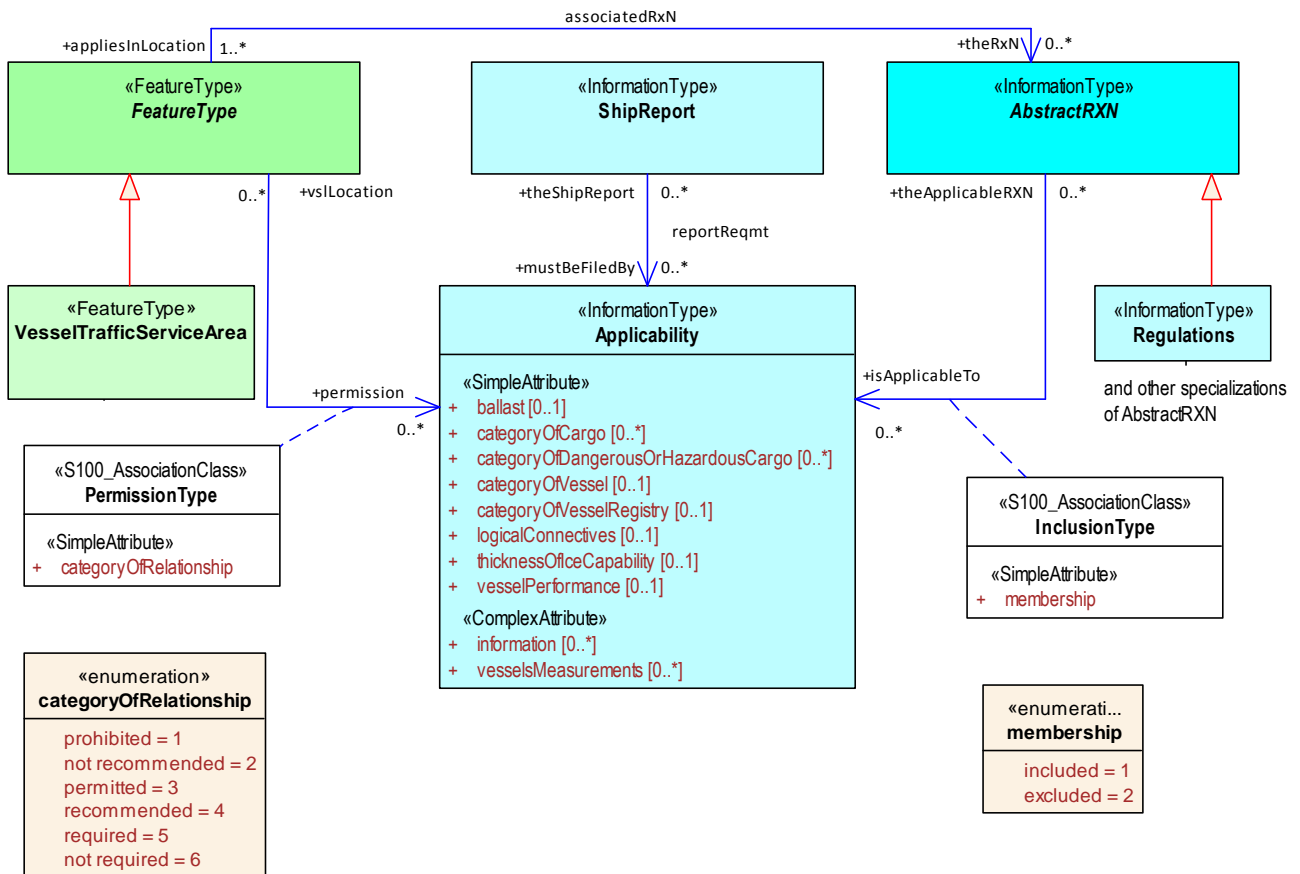 associatedRxN
+appliesInLocation 1..*
+theRxN 0..*
«FeatureType»
FeatureType
«InformationType»
ShipReport
«InformationType»
AbstractRXN
0..* +vslLocation
+theShipReport 0..*
+theApplicableRXN 0..*
reportReqmt
+mustBeFiledBy 0..*
«FeatureType»
VesselTrafficServiceArea
«InformationType»
Applicability
«SimpleAttribute»
+ ballast [0..1]
+ categoryOfCargo [0..*]
+ categoryOfDangerousOrHazardousCargo [0..*]
+ categoryOfVessel [0..1]
+ categoryOfVesselRegistry [0..1]
+ logicalConnectives [0..1]
+ thicknessOfIceCapability [0..1]
+ vesselPerformance [0..1]
«ComplexAttribute»
+ information [0..*]
+ vesselsMeasurements [0..*]
«InformationType»
Regulations
and other specializations
of AbstractRXN
+permission
0..*
+isApplicableTo
0..*
«S100_AssociationClass»
PermissionType
«SimpleAttribute»
+ categoryOfRelationship
«S100_AssociationClass»
InclusionType
«SimpleAttribute»
+ membership
«enumeration»
categoryOfRelationship
prohibited = 1
not recommended = 2
permitted = 3
recommended = 4
required = 5
not required = 6
«enumerati...
membership
included = 1
excluded = 2